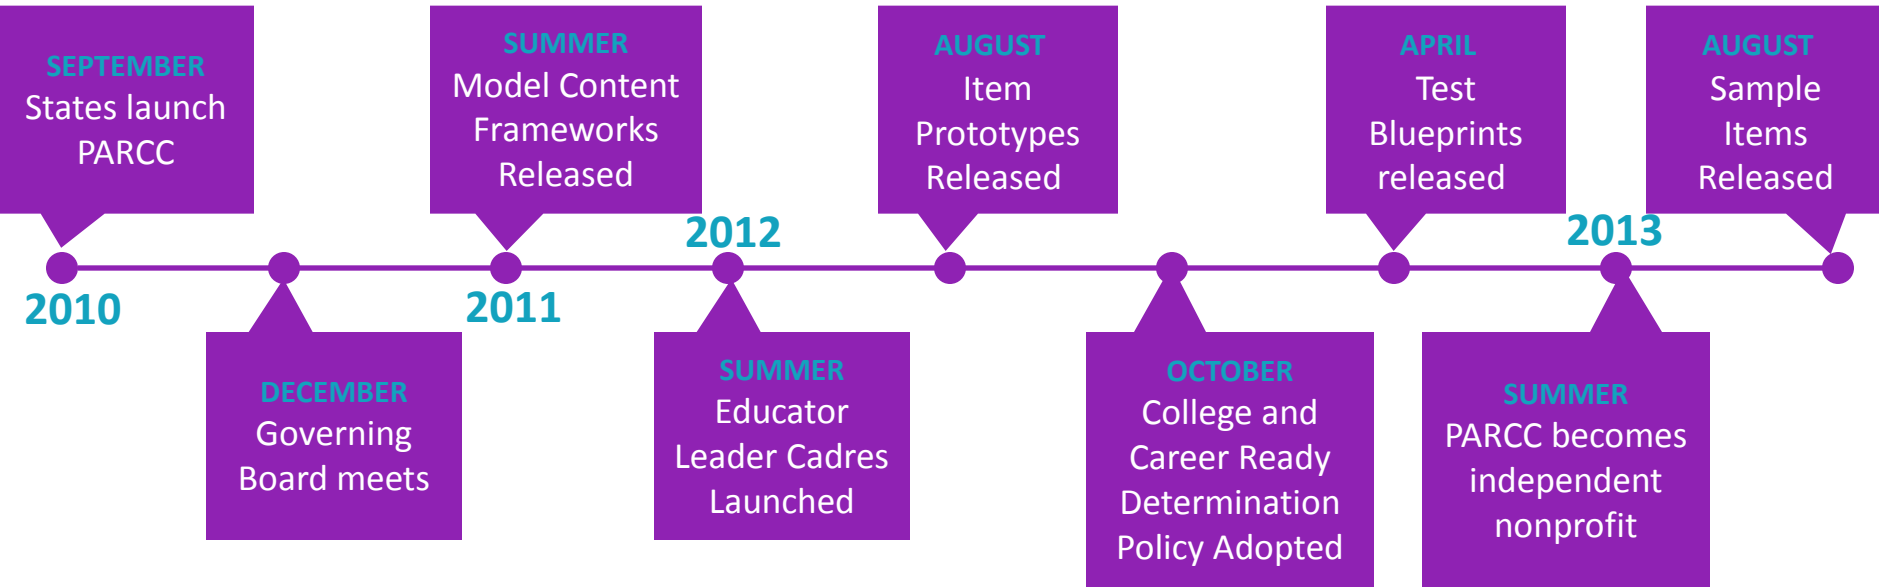 SEPTEMBER
States launch
PARCC
2010
DECEMBER
Governing
Board meets
SUMMER
Model Content
Frameworks
Released
2011
2012
SUMMER
Educator
Leader Cadres
Launched
AUGUST
Item
Prototypes
Released
OCTOBER
College and
Career Ready
Determination
Policy Adopted
APRIL
Test
Blueprints
released
2013
SUMMER
PARCC becomes
independent
nonprofit
AUGUST
Sample
Items
Released